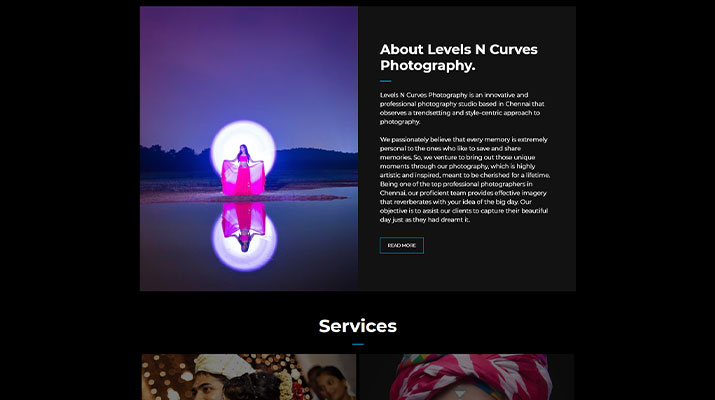 About Levels N Curves
Photography.
Levels N Curves Photography is an innovative and
professional photography studio based in Chennai that
observes a trendsetting and style-centric approach to
photography.
We passionately believe that every memory is extremely
personal to the ones who like to save and share
memories. So, we venture to bring out those unique
moments through our photography, which is highly
artistic and inspired, meant to be cherished for a lifetime.
Being one of the top professional photographers in
Chennai, our proficient team provides effective imagery
that reverberates with your idea of the big day. Our
objective is to assist our clients to capture their beautiful
day just as they had dreamt it.
READ MORE
Services